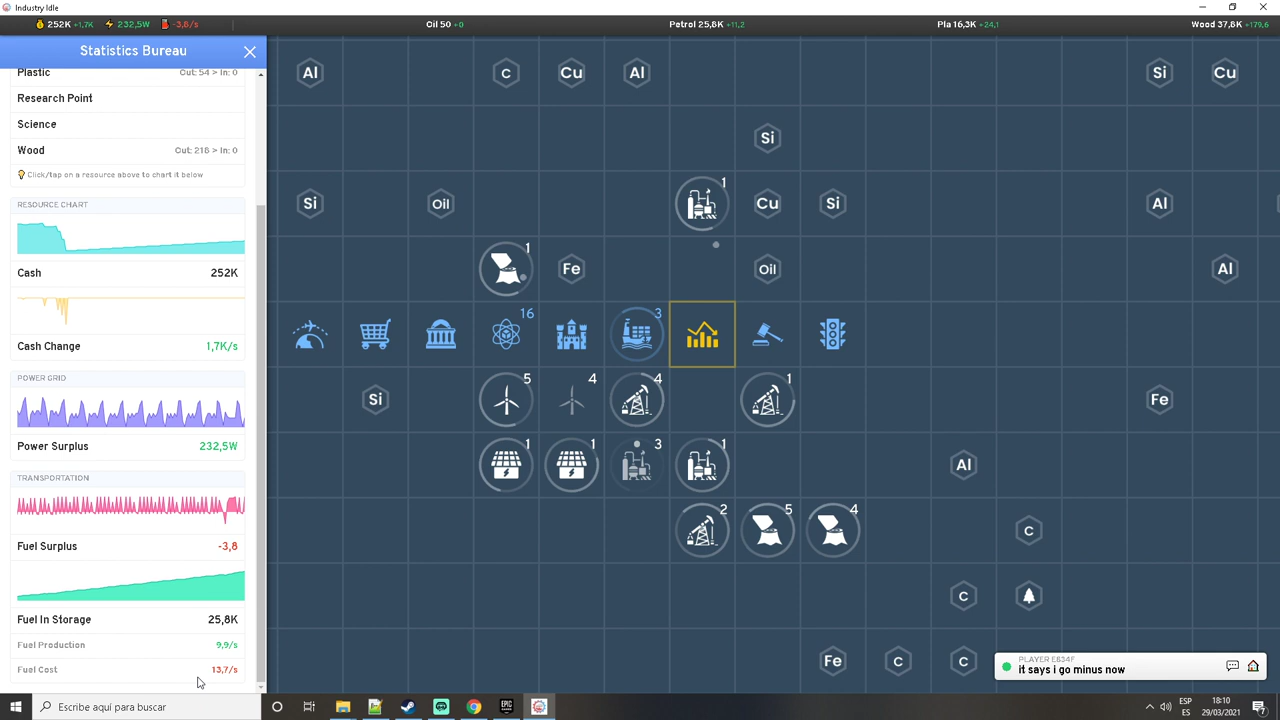 Industry Idle
252K +1,7K 232,5W -3,8/s Oil 50 +0 Petrol 25,8K +11,2 Pla 16,3K +24,1 Wood 37,8K +179,6
Statistics Bureau
Plastic Out: 54 > In: 0
Research Point
Science
Wood Out: 218 > In: 0
Click/tap on a resource above to chart it below
RESOURCE CHART
Cash 252K
Cash Change 1,7K/s
POWER GRID
Power Surplus 232,5W
TRANSPORTATION
Fuel Surplus -3,8
Fuel In Storage 25,8K
Fuel Production 9,9/s
Fuel Cost 13,7/s
Al C Cu Al Si Cu
Si
1
Si Oil Cu Si Al Al
1
Fe Oil Al
16 3
5 4 4 1
Si Fe
1 1 3 1
Al
2 5 4
C
C
Fe C C
PLAYER E834F
it says i go minus now
Escribe aquí para buscar
ESP
ES
18:10
29/03/2021